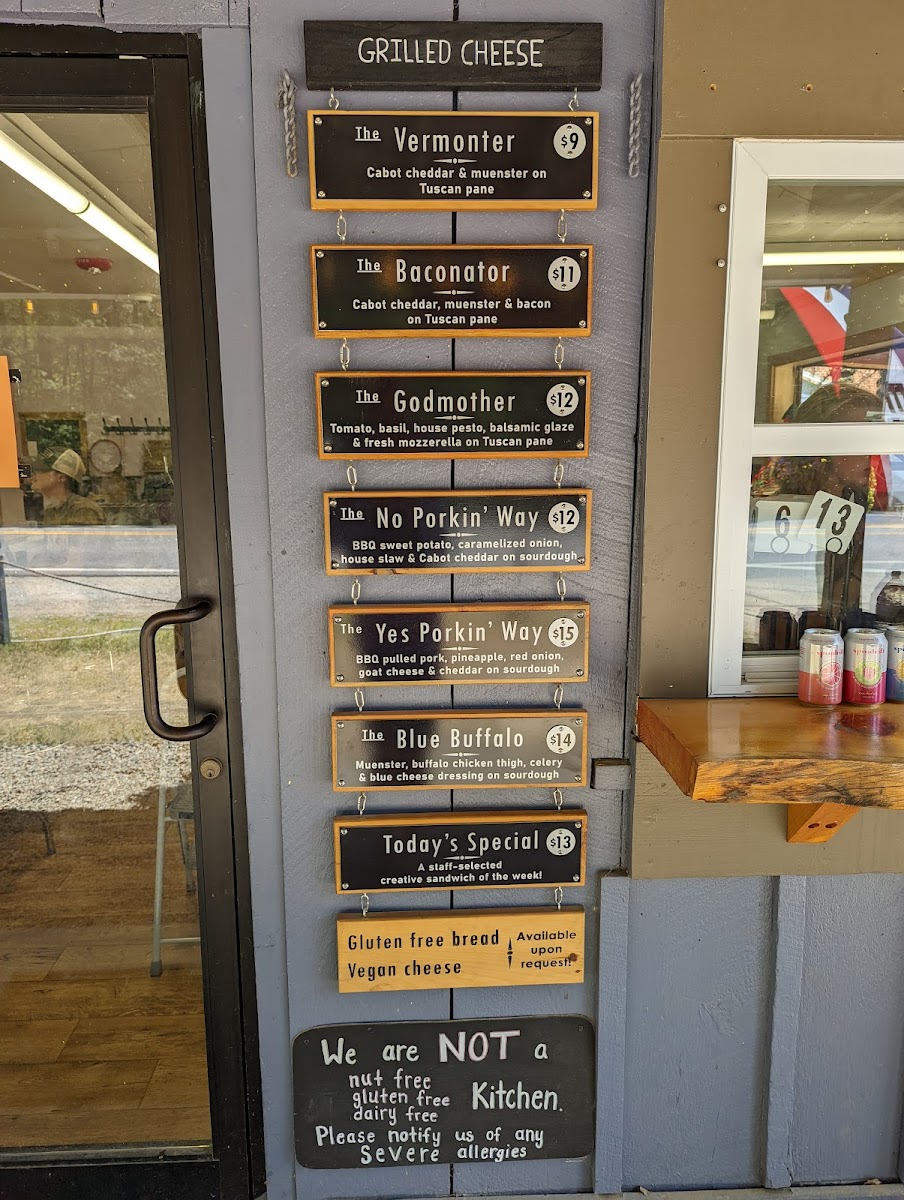 GRILLED CHEESE
The Vermonter $9
Cabot cheddar & muenster on
Tuscan pane
The Baconator $11
Cabot cheddar, muenster & bacon
on Tuscan pane
The Godmother $12
Tomato, basil, house pesto, balsamic glaze
& fresh mozzerella on Tuscan pane
The No Porkin' Way $12
BBQ sweet potato, caramelized onion,
house slaw & Cabot cheddar on sourdough
The Yes Porkin' Way $15
BBQ pulled pork, pineapple, red onion,
goat cheese & cheddar on sourdough
The Blue Buffalo $14
Muenster, buffalo chicken thigh, celery
& blue cheese dressing on sourdough
Today's Special $13
A staff-selected
creative sandwich of the week!
Gluten free bread
Vegan cheese
Available
upon
request!
We are NOT a
nut free
gluten free
dairy free
Kitchen.
Please notify us of any
Severe allergies
6 13
spindrift
spindrift